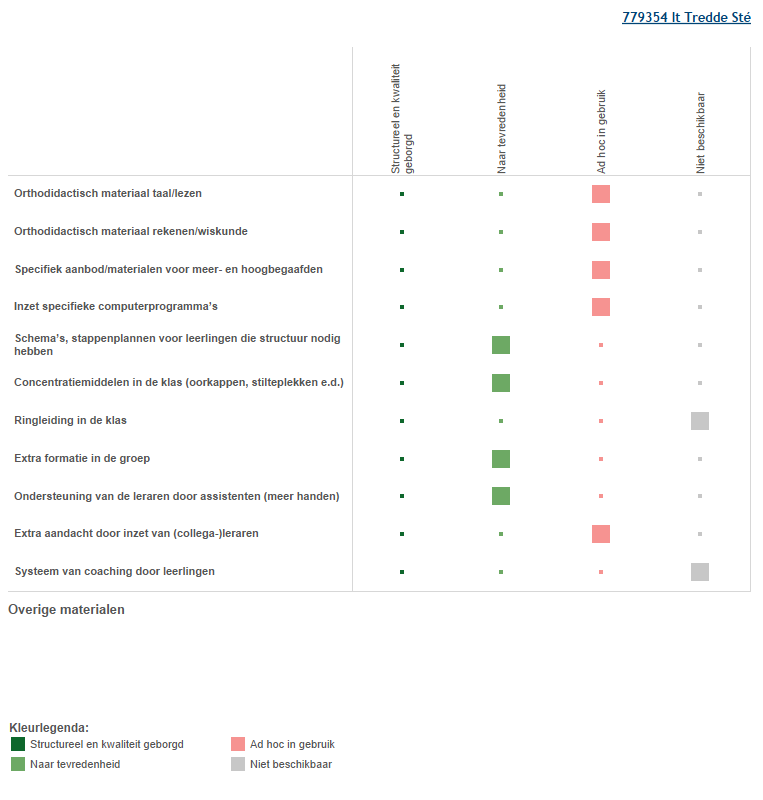 779354 It Tredde Sté
Structureel en kwaliteit
geborgd
Naar tevredenheid
Ad hoc in gebruik
Niet beschikbaar
Orthodidactisch materiaal taal/lezen
Orthodidactisch materiaal rekenen/wiskunde
Specifiek aanbod/materialen voor meer- en hoogbegaafden
Inzet specifieke computerprogramma's
Schema's, stappenplannen voor leerlingen die structuur nodig
hebben
Concentratiemiddelen in de klas (oorkappen, stilteplekken e.d.)
Ringleiding in de klas
Extra formatie in de groep
Ondersteuning van de leraren door assistenten (meer handen)
Extra aandacht door inzet van (collega-)leraren
Systeem van coaching door leerlingen
Overige materialen
Kleurlegenda:
Structureel en kwaliteit geborgd
Ad hoc in gebruik
Naar tevredenheid
Niet beschikbaar